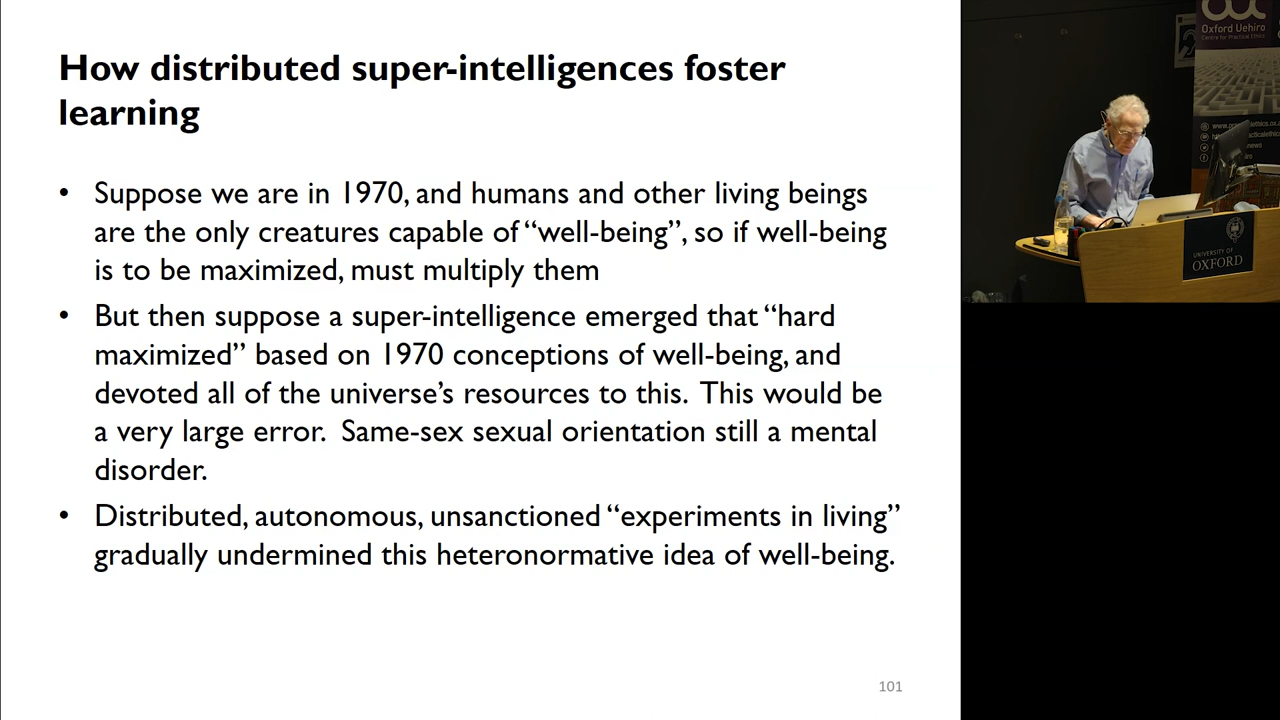 How distributed super-intelligences foster
learning
• Suppose we are in 1970, and humans and other living beings
are the only creatures capable of “well-being”, so if well-being
is to be maximized, must multiply them
• But then suppose a super-intelligence emerged that “hard
maximized” based on 1970 conceptions of well-being, and
devoted all of the universe’s resources to this. This would be
a very large error. Same-sex sexual orientation still a mental
disorder.
• Distributed, autonomous, unsanctioned “experiments in living”
gradually undermined this heteronormative idea of well-being.
101
Oxford Uehiro
Centre for Practical Ethics
UNIVERSITY OF
OXFORD